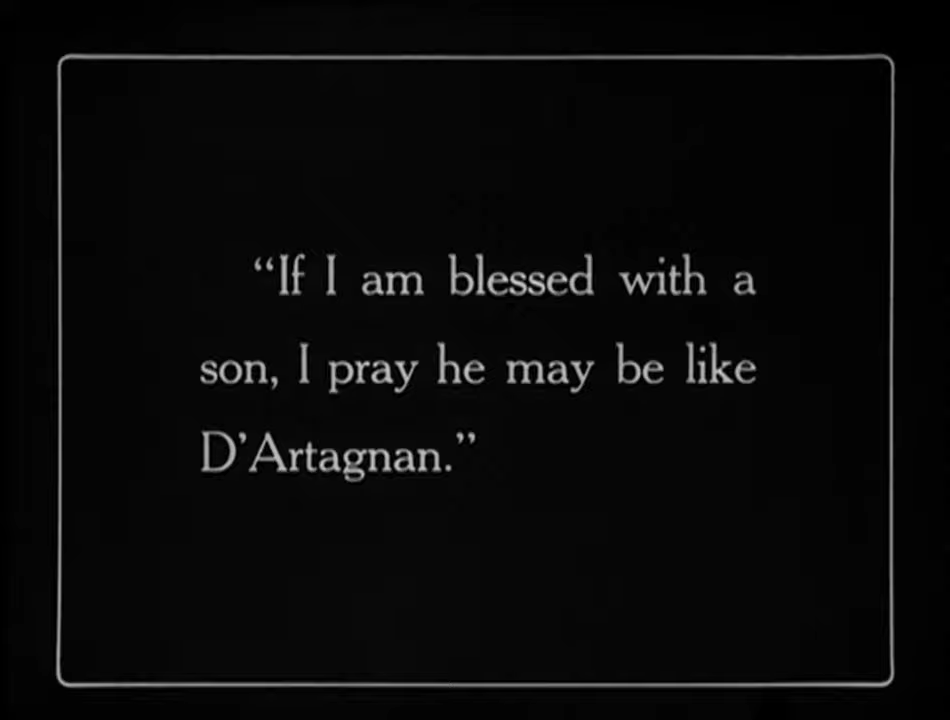 “If I am blessed with a
son, I pray he may be like
D’Artagnan.”